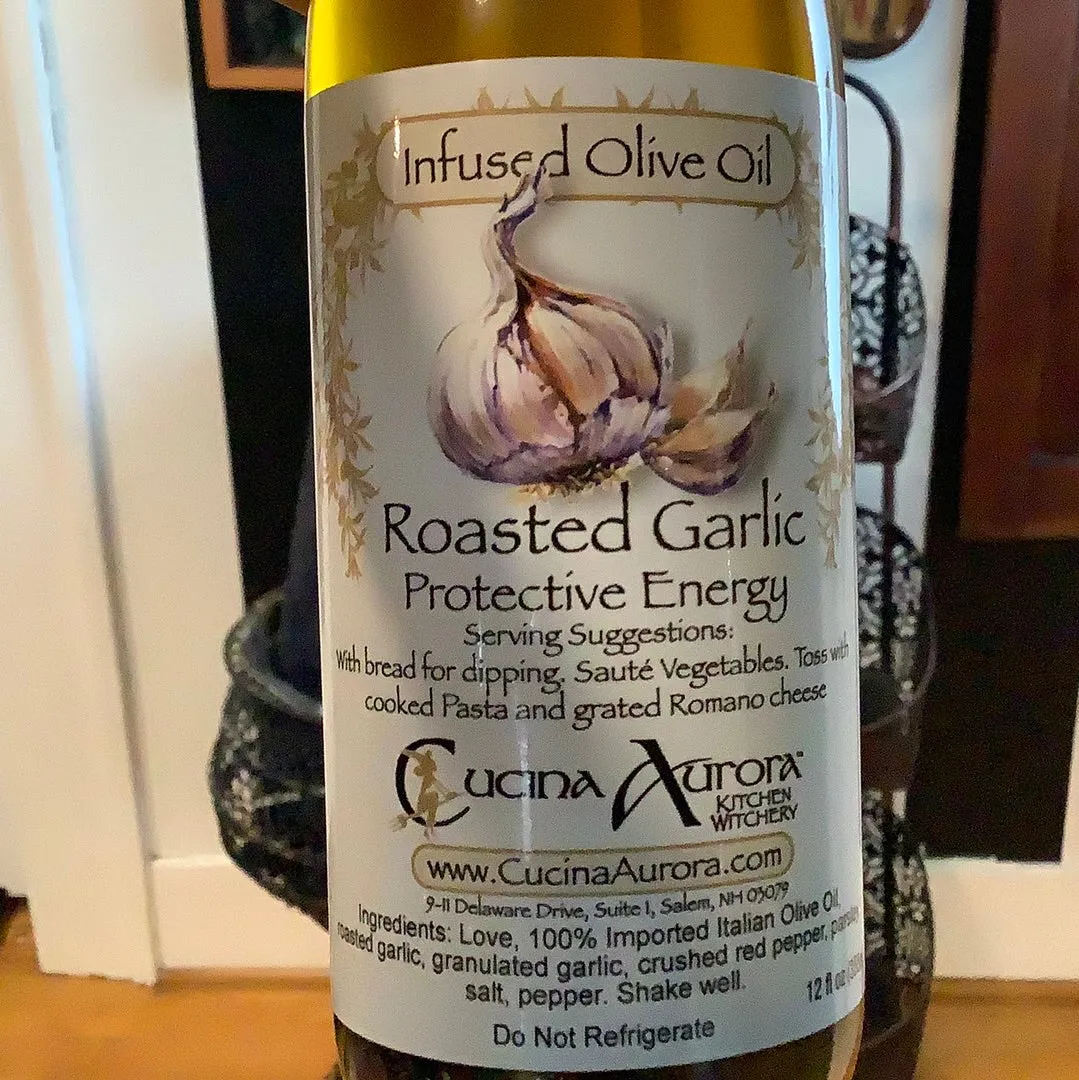 Infused Olive Oil
Roasted Garlic
Protective Energy
Serving Suggestions:
With bread for dipping. Sauté Vegetables. Toss with
cooked Pasta and grated Romano cheese
Cucina Aurora™
KITCHEN
WITCHERY
www.CucinaAurora.com
9-11 Delaware Drive, Suite 1, Salem, NH 03079
Ingredients: Love, 100% Imported Italian Olive Oil,
roasted garlic, granulated garlic, crushed red pepper,
salt, pepper. Shake well.
12 fl oz
Do Not Refrigerate